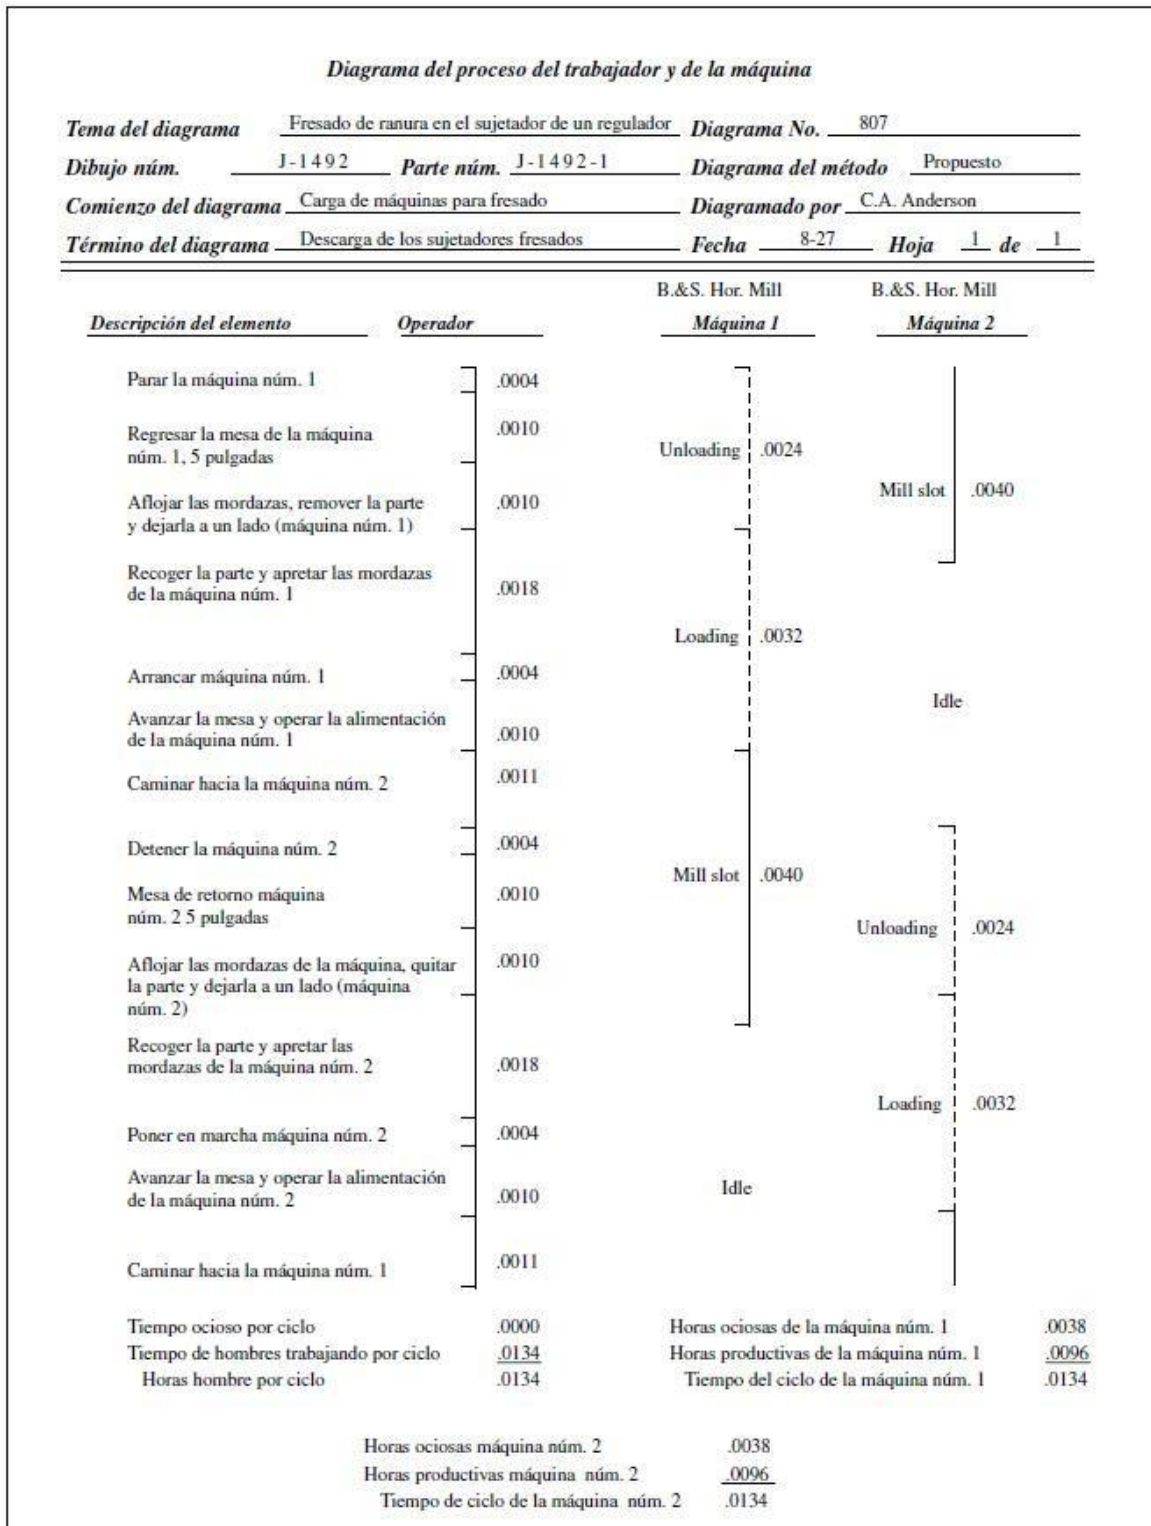 Diagrama del proceso del trabajador y de la máquina
Tema del diagrama Fresado de ranura en el sujetador de un regulador Diagrama No. 807
Dibujo núm. J-1492 Parte núm. J-1492-1 Diagrama del método Propuesto
Comienzo del diagrama Carga de máquinas para fresado Diagramado por C.A. Anderson
Término del diagrama Descarga de los sujetadores fresados Fecha 8-27 Hoja 1 de 1
B.&S. Hor. Mill B.&S. Hor. Mill
Descripción del elemento Operador Máquina 1 Máquina 2
Parar la máquina núm. 1 .0004
Regresar la mesa de la máquina .0010
núm. 1, 5 pulgadas
Unloading .0024
Mill slot .0040
Aflojar las mordazas, remover la parte .0010
y dejarla a un lado (máquina núm. 1)
Recoger la parte y apretar las mordazas
de la máquina núm. 1 .0018
Loading .0032
Arrancar máquina núm. 1 .0004
Idle
Avanzar la mesa y operar la alimentación
de la máquina núm. 1 .0010
Caminar hacia la máquina núm. 2 .0011
Detener la máquina núm. 2 .0004
Mill slot .0040
Mesa de retorno máquina .0010
núm. 2 5 pulgadas
Unloading .0024
Aflojar las mordazas de la máquina, quitar .0010
la parte y dejarla a un lado (máquina
núm. 2)
Recoger la parte y apretar las
mordazas de la máquina núm. 2 .0018
Loading .0032
Poner en marcha máquina núm. 2 .0004
Avanzar la mesa y operar la alimentación
de la máquina núm. 2 .0010
Idle
Caminar hacia la máquina núm. 1 .0011
Tiempo ocioso por ciclo .0000 Horas ociosas de la máquina núm. 1 .0038
Tiempo de hombres trabajando por ciclo .0134 Horas productivas de la máquina núm. 1 .0096
Horas hombre por ciclo .0134 Tiempo del ciclo de la máquina núm. 1 .0134
Horas ociosas máquina núm. 2 .0038
Horas productivas máquina núm. 2 .0096
Tiempo de ciclo de la máquina núm. 2 .0134